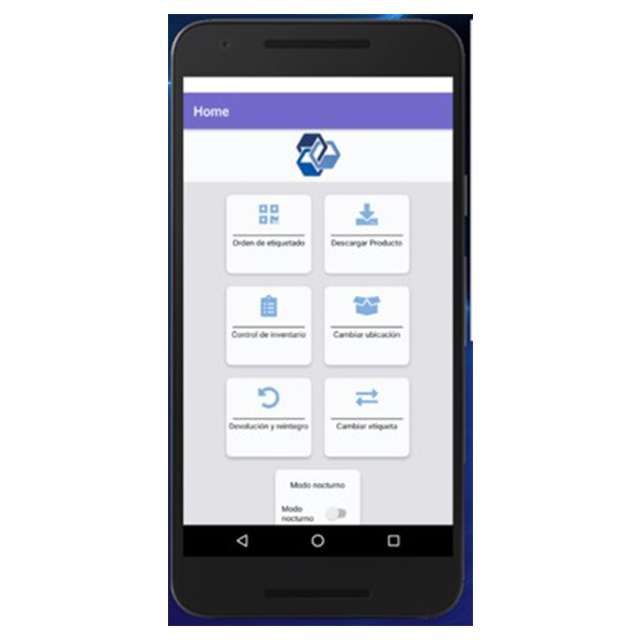 Home
Orden de etiquetado
Descargar Producto
Control de inventario
Cambiar ubicación
Devolución y reintegro
Cambiar etiqueta
Modo nocturno
Modo
nocturno